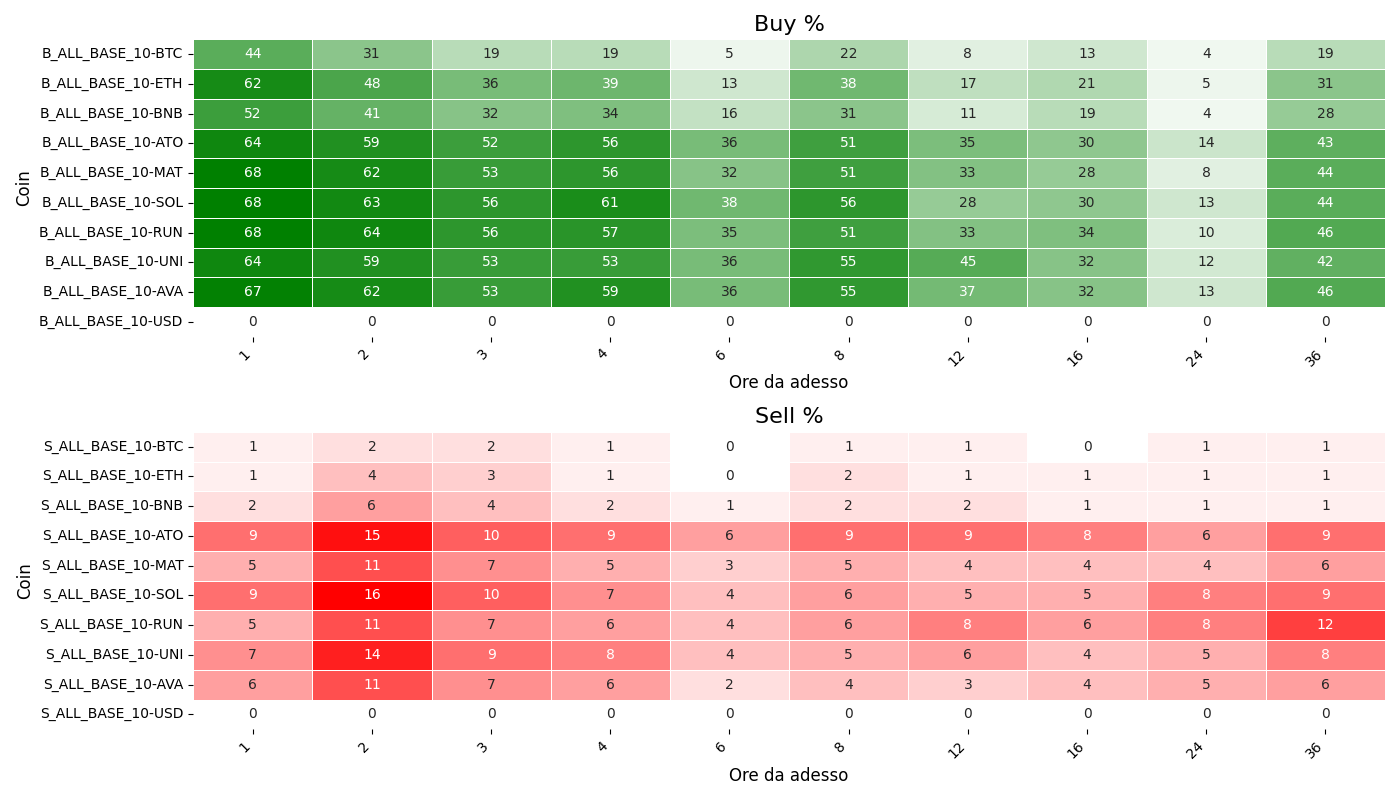 Buy %
Coin
B_ALL_BASE_10-BTC 44 31 19 19 5 22 8 13 4 19
B_ALL_BASE_10-ETH 62 48 36 39 13 38 17 21 5 31
B_ALL_BASE_10-BNB 52 41 32 34 16 31 11 19 4 28
B_ALL_BASE_10-ATO 64 59 52 56 36 51 35 30 14 43
B_ALL_BASE_10-MAT 68 62 53 56 32 51 33 28 8 44
B_ALL_BASE_10-SOL 68 63 56 61 38 56 28 30 13 44
B_ALL_BASE_10-RUN 68 64 56 57 35 51 33 34 10 46
B_ALL_BASE_10-UNI 64 59 53 53 36 55 45 32 12 42
B_ALL_BASE_10-AVA 67 62 53 59 36 55 37 32 13 46
B_ALL_BASE_10-USD 0 0 0 0 0 0 0 0 0 0
1 2 3 4 6 8 12 16 24 36
Ore da adesso
Sell %
Coin
S_ALL_BASE_10-BTC 1 2 2 1 0 1 1 0 1 1
S_ALL_BASE_10-ETH 1 4 3 1 0 2 1 1 1 1
S_ALL_BASE_10-BNB 2 6 4 2 1 2 2 1 1 1
S_ALL_BASE_10-ATO 9 15 10 9 6 9 9 8 6 9
S_ALL_BASE_10-MAT 5 11 7 5 3 5 4 4 4 6
S_ALL_BASE_10-SOL 9 16 10 7 4 6 5 5 8 9
S_ALL_BASE_10-RUN 5 11 7 6 4 6 8 6 8 12
S_ALL_BASE_10-UNI 7 14 9 8 4 5 6 4 5 8
S_ALL_BASE_10-AVA 6 11 7 6 2 4 3 4 5 6
S_ALL_BASE_10-USD 0 0 0 0 0 0 0 0 0 0
1 2 3 4 6 8 12 16 24 36
Ore da adesso